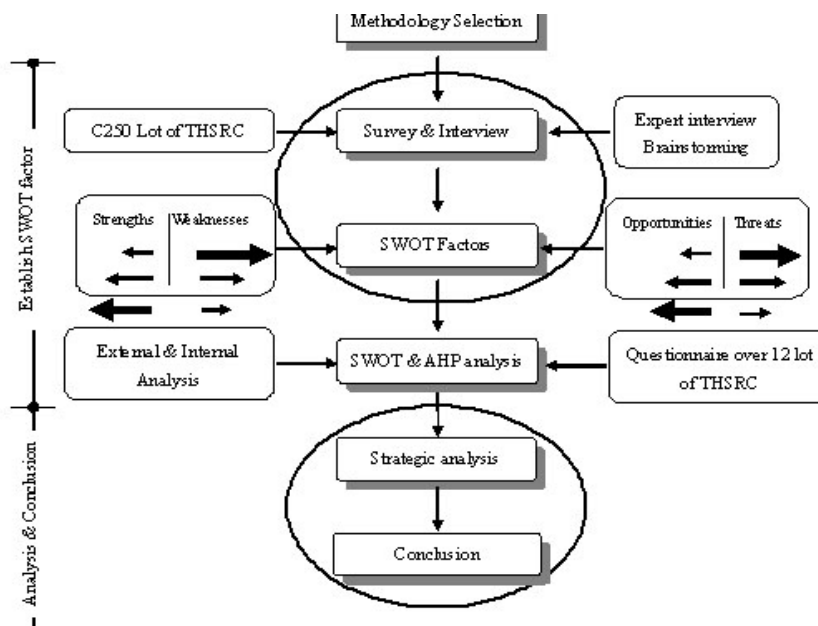 Methodology Selection
C250 Lot of THSRC
Survey & Interview
Expert interview
Brainstorming
Establish SWOT factor
Strengths
Weaknesses
SWOT Factors
Opportunities
Threats
External & Internal
Analysis
SWOT & AHP analysis
Questionnaire over 12 lot
of THSRC
Analysis & Conclusion
Strategic analysis
Conclusion